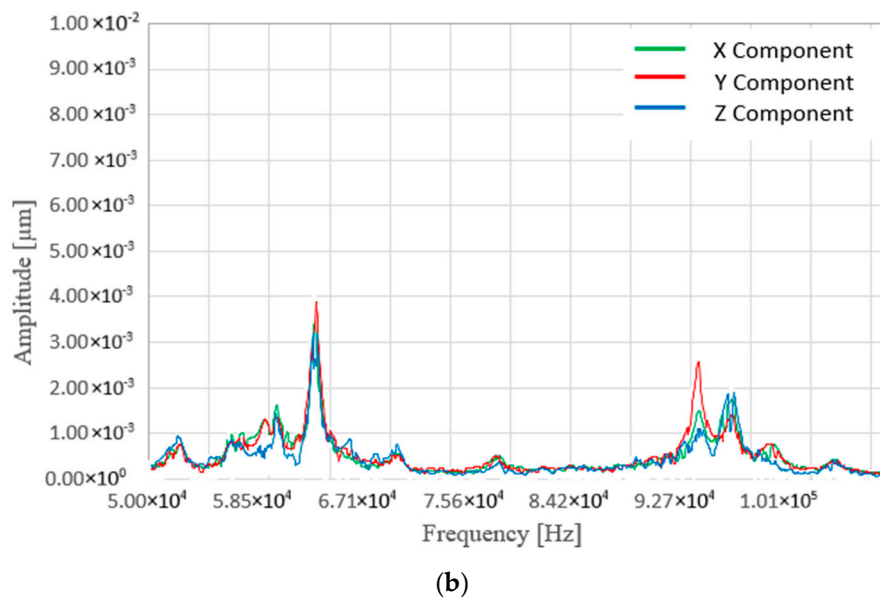 1.00 ×10⁻²
9.00 ×10⁻³
8.00 ×10⁻³
7.00 ×10⁻³
6.00 ×10⁻³
5.00 ×10⁻³
4.00 ×10⁻³
3.00 ×10⁻³
2.00 ×10⁻³
1.00 ×10⁻³
0.00 ×10⁰
Amplitude [µm]
X Component
Y Component
Z Component
5.00×10⁴ 5.85×10⁴ 6.71×10⁴ 7.56×10⁴ 8.42×10⁴ 9.27×10⁴ 1.01×10⁵
Frequency [Hz]
(b)